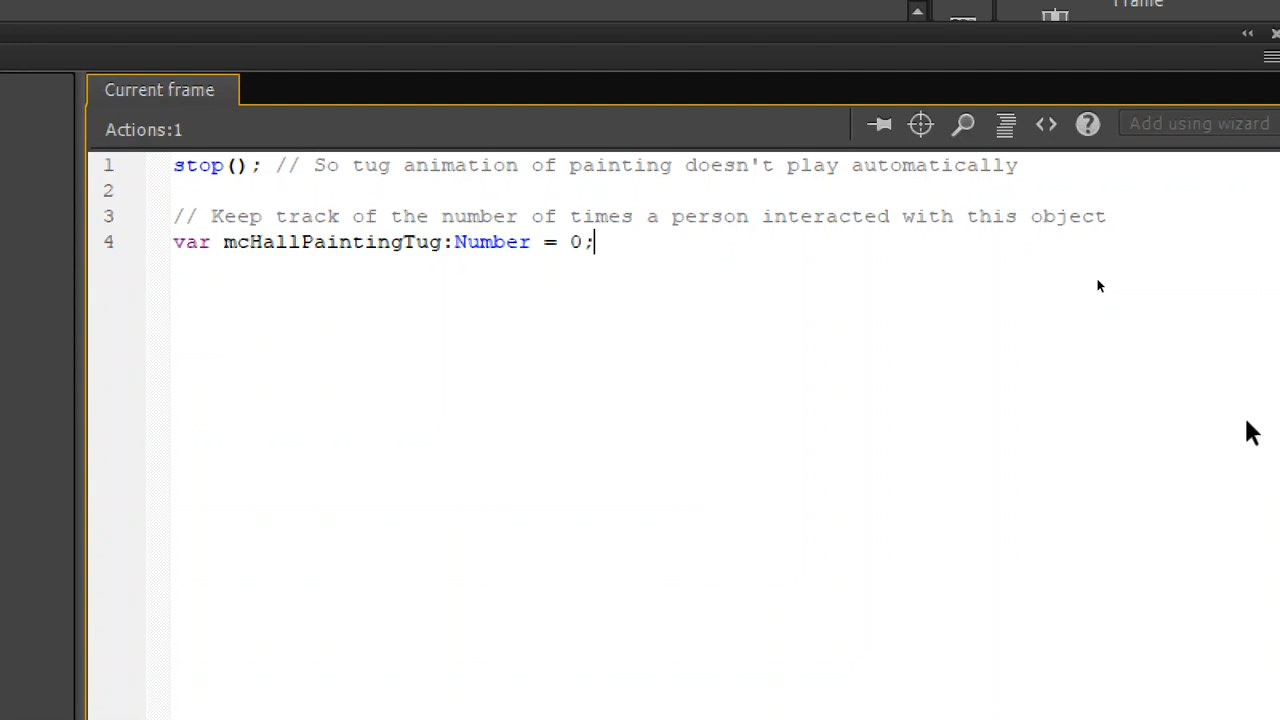 Frame
Current frame
Actions:1
Add using wizard
1 stop(); // So tug animation of painting doesn't play automatically
2
3 // Keep track of the number of times a person interacted with this object
4 var mcHallPaintingTug:Number = 0;